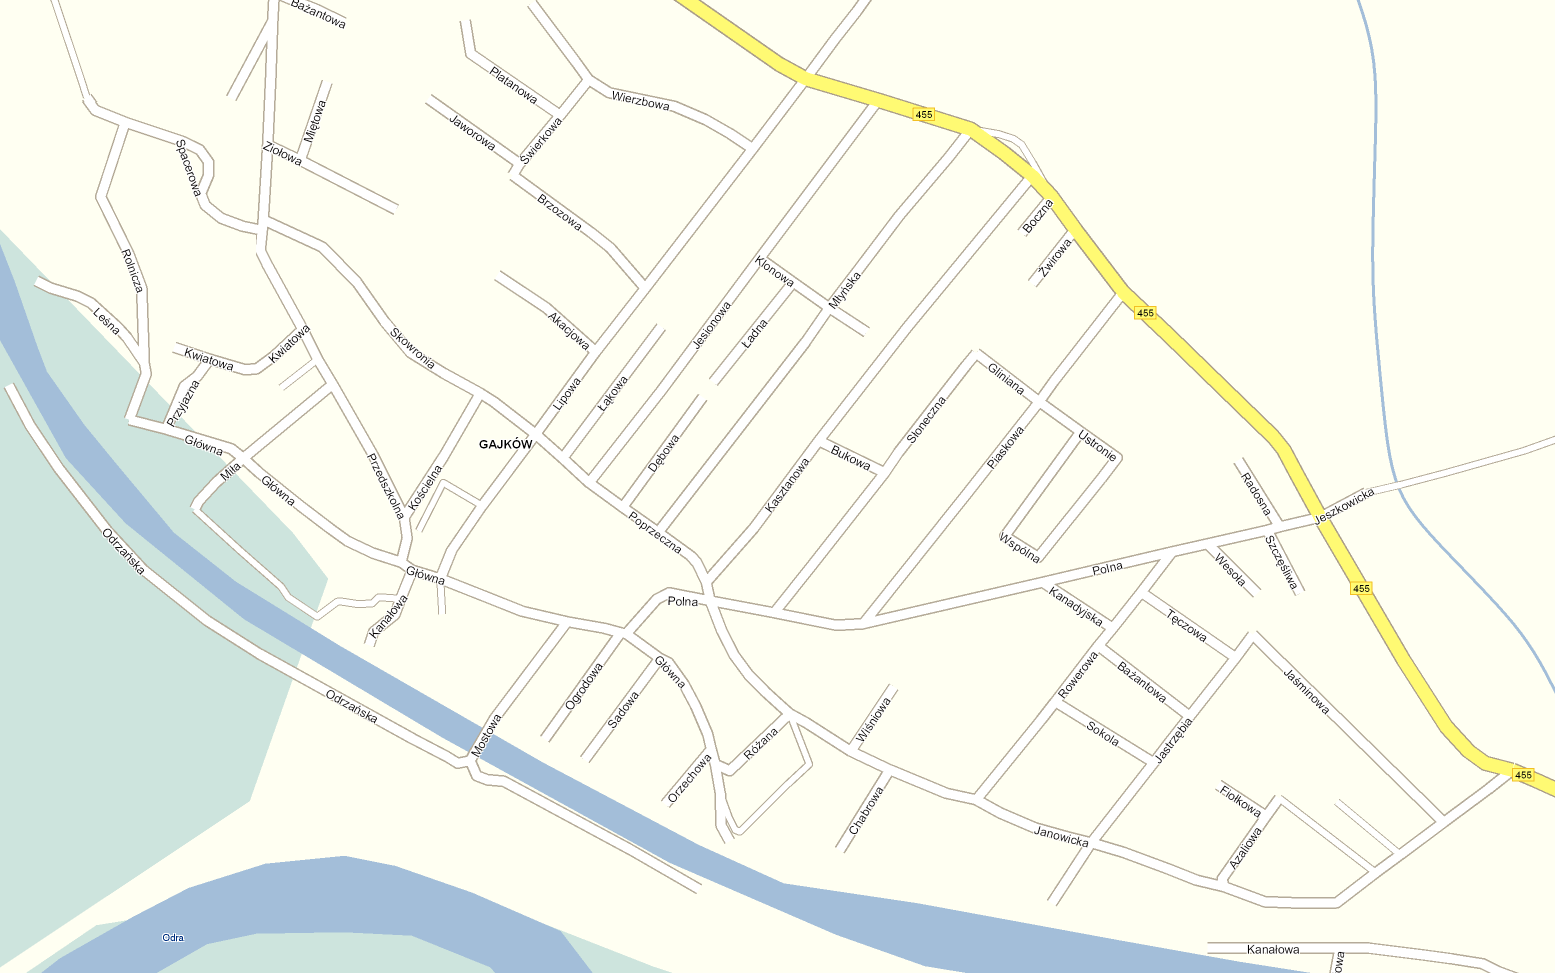 Bażantowa
Platanowa
Wierzbowa
455
Miętowa
Jaworowa
Świerkowa
Ziołowa
Spacerowa
Brzozowa
Boczna
Żwirowa
Rolnicza
Klonowa
Młyńska
Leśna
Akacjowa
Jesionowa
Ładna
455
Skowronia
Kwiatowa
Kwiatowa
Przyjazna
Lipowa
Łąkowa
Gliniana
Słoneczna
GAJKÓW
Główna
Dębowa
Bukowa
Piaskowa
Ustronie
Miła
Główna
Przedszkolna
Kościelna
Kasztanowa
Radosna
Jeszkowicka
Poprzeczna
Odrzańska
Wspólna
Szczęśliwa
Główna
Polna
Wesoła
455
Polna
Kanałowa
Kanadyjska
Tęczowa
Ogrodowa
Główna
Rowerowa
Bażantowa
Jaśminowa
Odrzańska
Sadowa
Wiśniowa
Mostowa
Różana
Sokola
Jastrzębia
Orzechowa
455
Chabrowa
Fiołkowa
Janowicka
Azaliowa
Odra
Kanałowa
owa